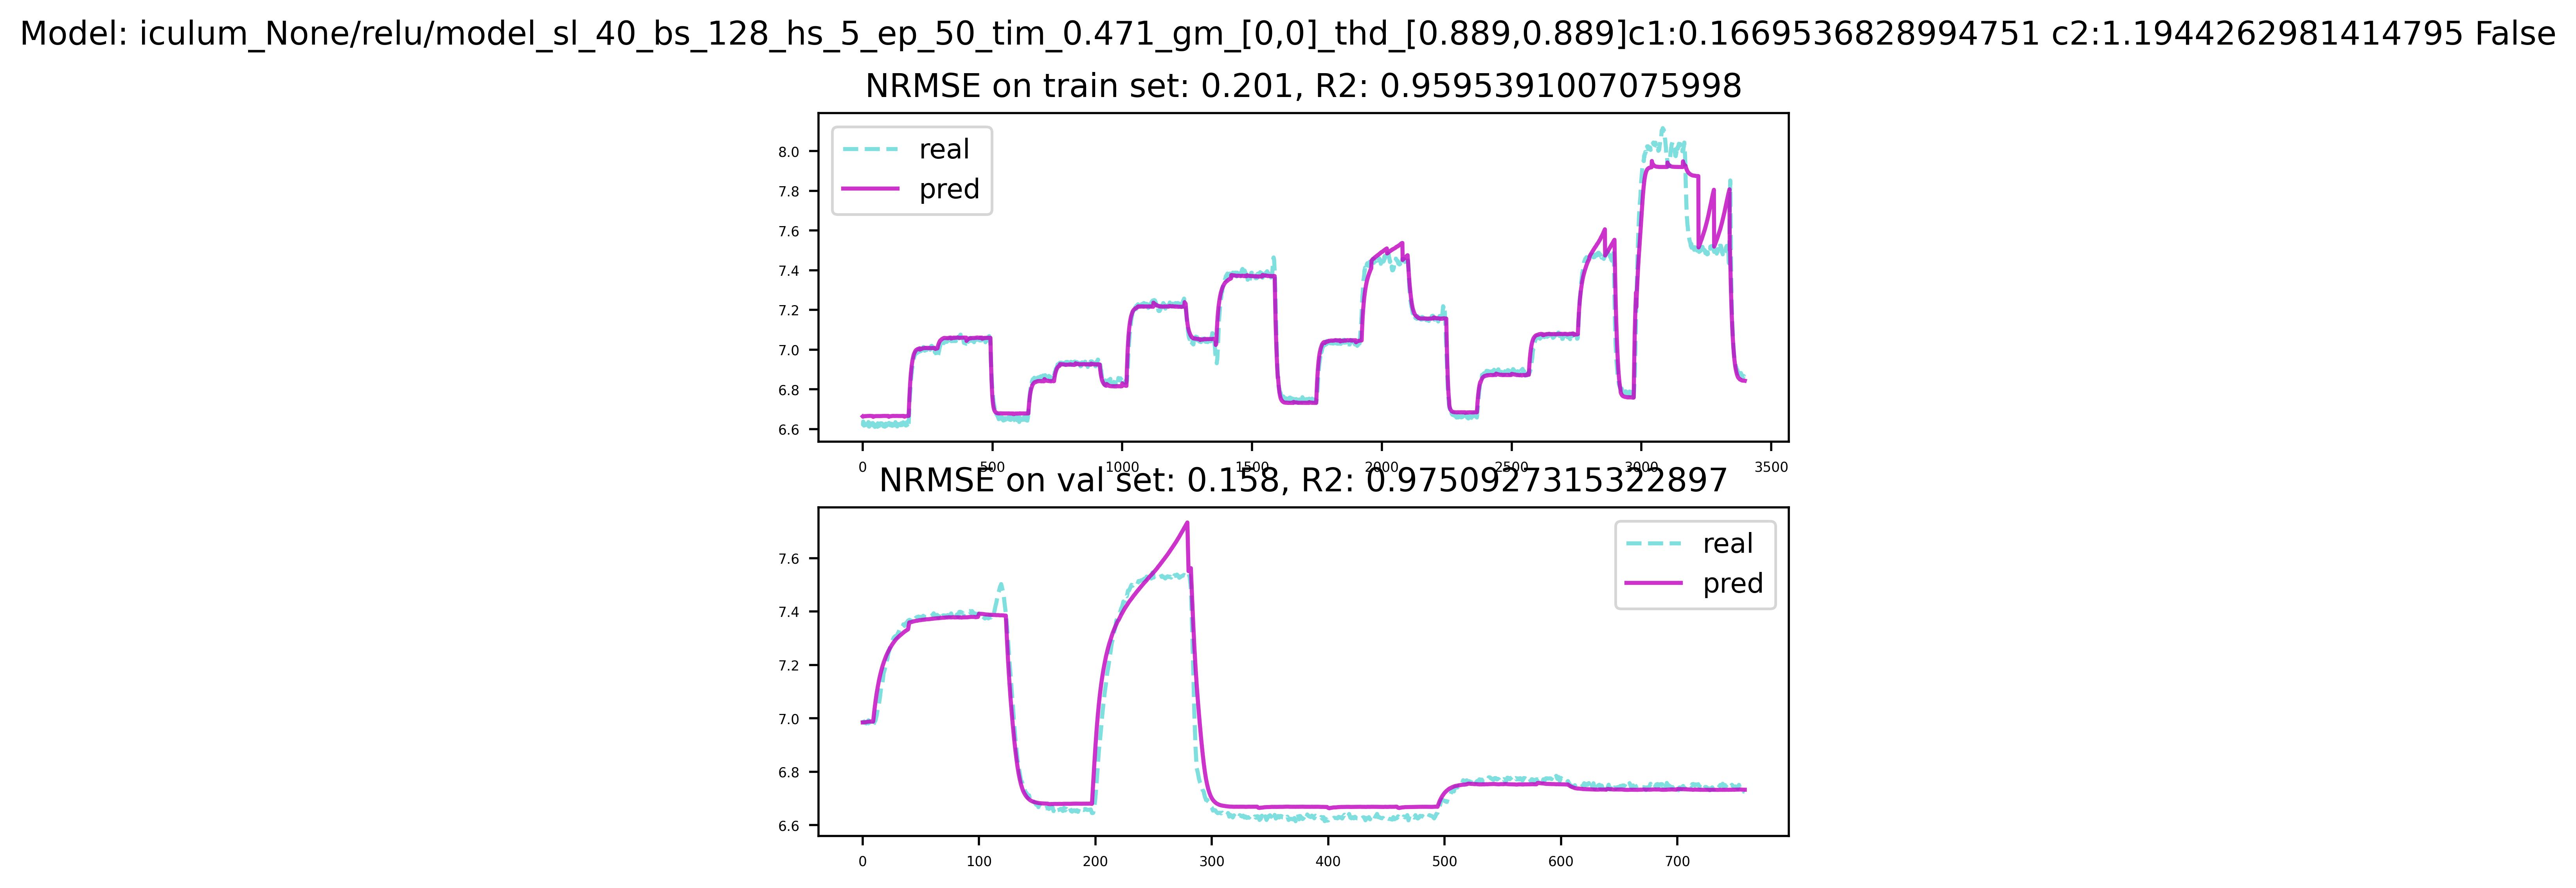 Model: iculum_None/relu/model_sl_40_bs_128_hs_5_ep_50_tim_0.471_gm_[0,0]_thd_[0.889,0.889]c1:0.1669536828994751 c2:1.1944262981414795 False
NRMSE on train set: 0.201, R2: 0.9595391007075998
real
pred
8.0
7.8
7.6
7.4
7.2
7.0
6.8
6.6
0 500 1000 1500 2000 2500 3000 3500
NRMSE on val set: 0.158, R2: 0.9750927315322897
real
pred
7.6
7.4
7.2
7.0
6.8
6.6
0 100 200 300 400 500 600 700